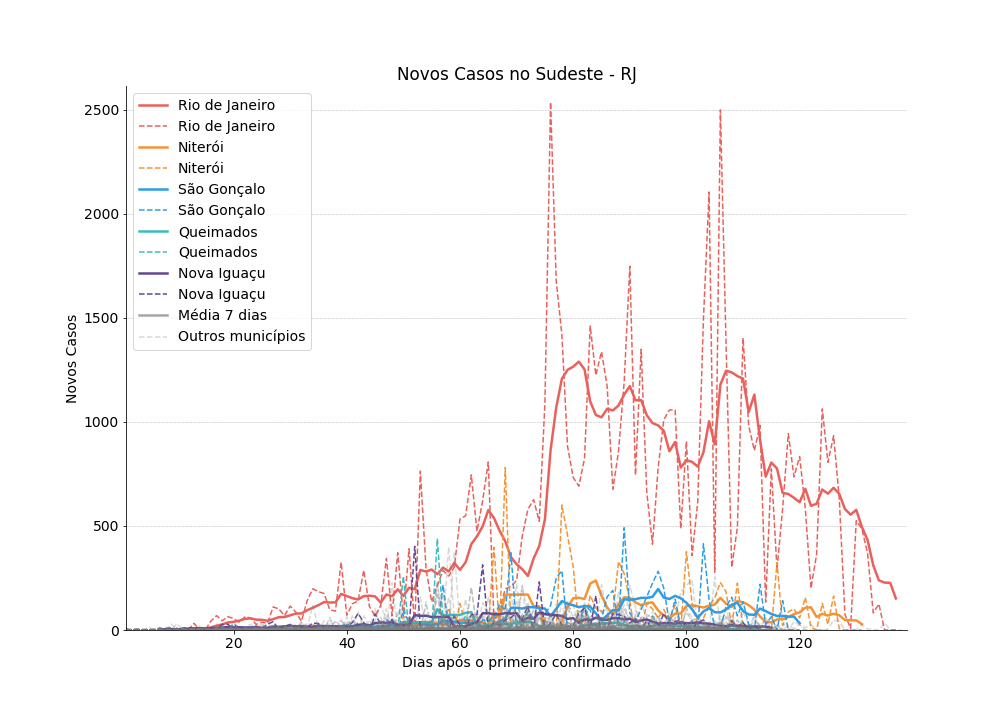 Novos Casos no Sudeste - RJ
Rio de Janeiro
Rio de Janeiro
Niterói
Niterói
São Gonçalo
São Gonçalo
Queimados
Queimados
Nova Iguaçu
Nova Iguaçu
Média 7 dias
Outros municípios
Novos Casos
2500
2000
1500
1000
500
0
20 40 60 80 100 120
Dias após o primeiro confirmado